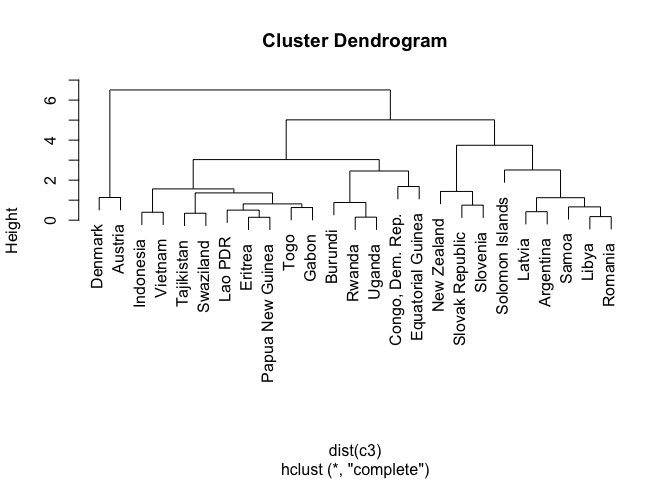 Cluster Dendrogram
Height
6
4
2
0
Denmark
Austria
Indonesia
Vietnam
Tajikistan
Swaziland
Lao PDR
Eritrea
Papua New Guinea
Togo
Gabon
Burundi
Rwanda
Uganda
Congo, Dem. Rep.
Equatorial Guinea
New Zealand
Slovak Republic
Slovenia
Solomon Islands
Latvia
Argentina
Samoa
Libya
Romania
dist(c3)
hclust (*, "complete")